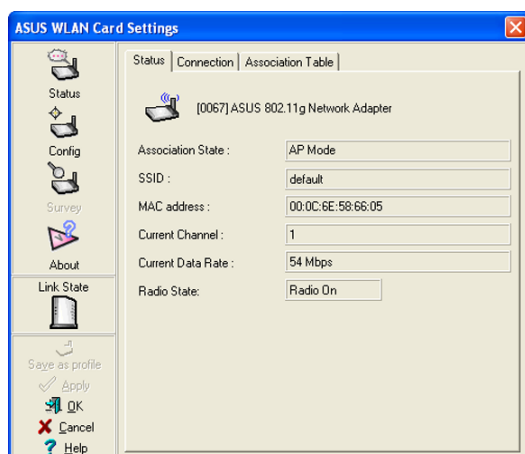 ASUS WLAN Card Settings
Status
Config
Survey
About
Link State
Save as profile
Apply
OK
Cancel
Help
Status Connection Association Table
[0067] ASUS 802.11g Network Adapter
Association State : AP Mode
SSID : default
MAC address : 00:0C:6E:58:66:05
Current Channel : 1
Current Data Rate : 54 Mbps
Radio State: Radio On